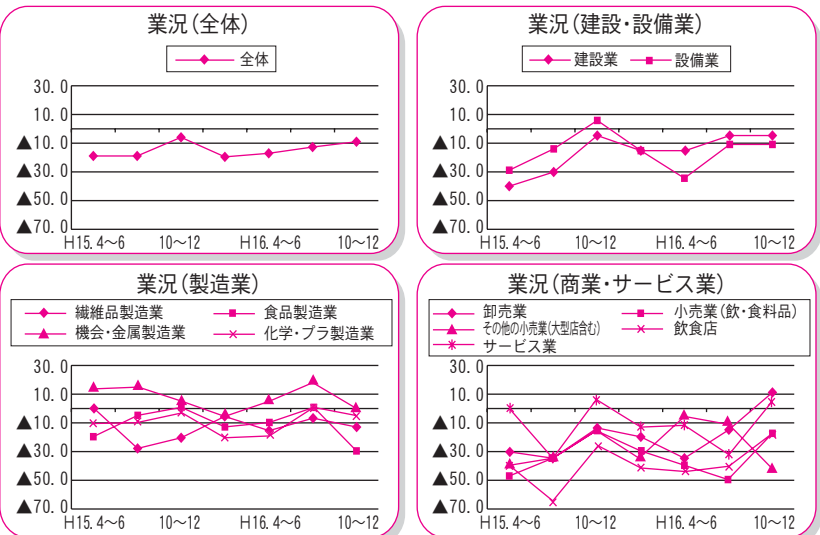 業況(全体)
全体
30.0
10.0
▲10.0
▲30.0
▲50.0
▲70.0
H15.4～6 10～12 H16.4～6 10～12
業況(建設・設備業)
建設業 設備業
30.0
10.0
▲10.0
▲30.0
▲50.0
▲70.0
H15.4～6 10～12 H16.4～6 10～12
業況(製造業)
繊維品製造業 食品製造業
機会・金属製造業 化学・プラ製造業
30.0
10.0
▲10.0
▲30.0
▲50.0
▲70.0
H15.4～6 10～12 H16.4～6 10～12
業況(商業・サービス業)
卸売業 小売業(飲・食料品)
その他の小売業(大型店含む) 飲食店
サービス業
30.0
10.0
▲10.0
▲30.0
▲50.0
▲70.0
H15.4～6 10～12 H16.4～6 10～12